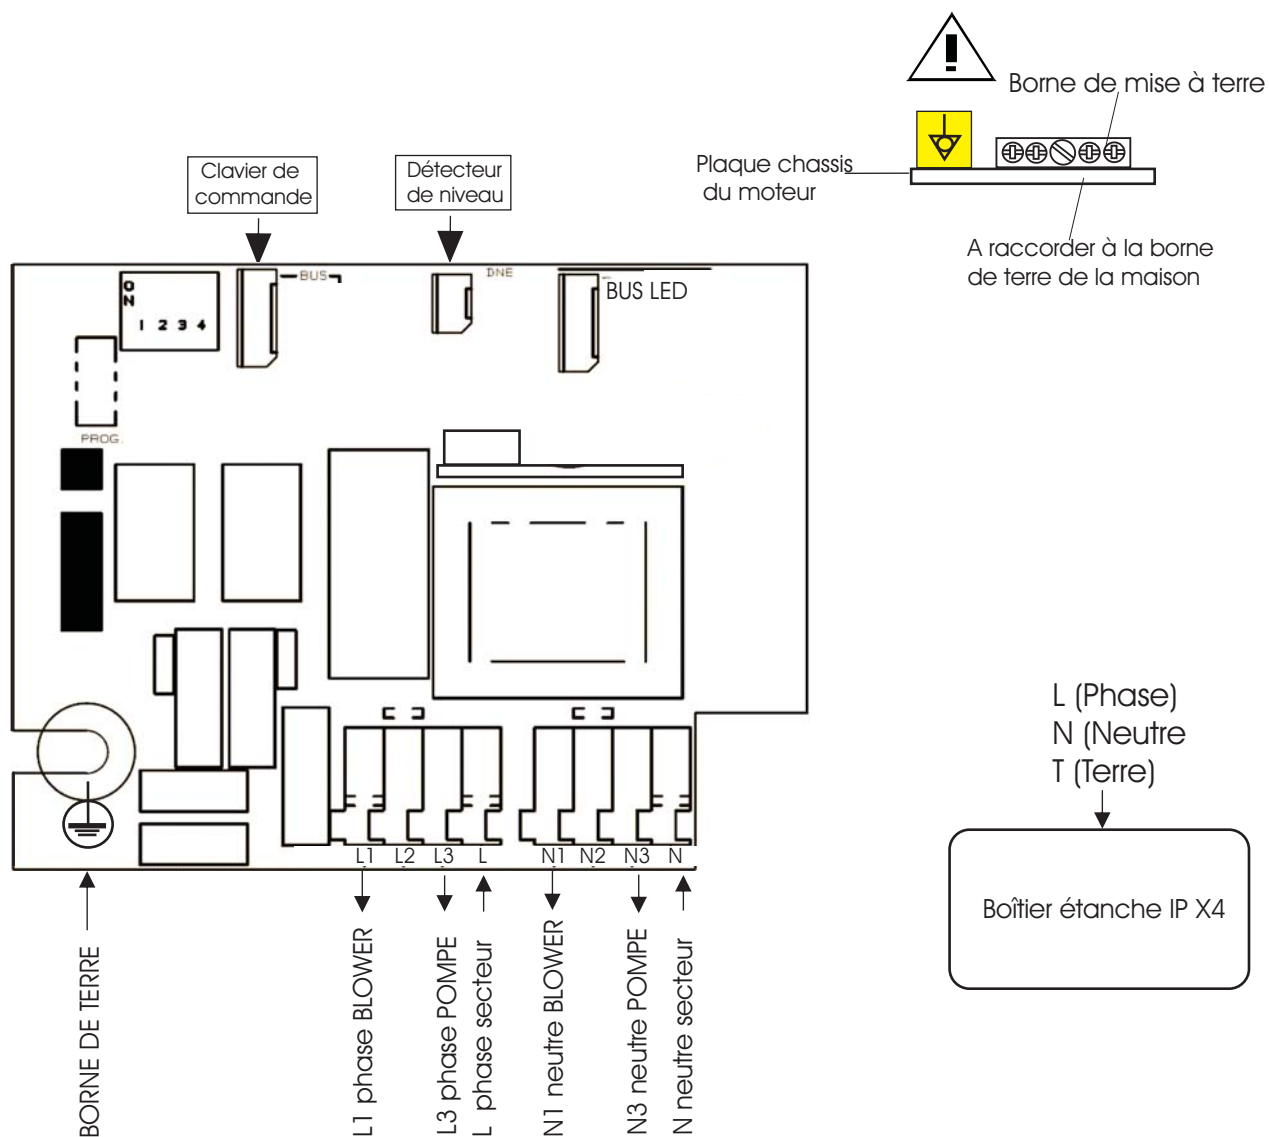 Borne de mise à terre
Plaque chassis
du moteur
A raccorder à la borne
de terre de la maison
Clavier de
commande
Détecteur
de niveau
BUS
DNE
BUS LED
ON
1 2 3 4
PROG.
L (Phase)
N (Neutre
T (Terre)
Boîtier étanche IP X4
L1 L2 L3 L N1 N2 N3 N
BORNE DE TERRE
L1 phase BLOWER
L3 phase POMPE
L phase secteur
N1 neutre BLOWER
N3 neutre POMPE
N neutre secteur